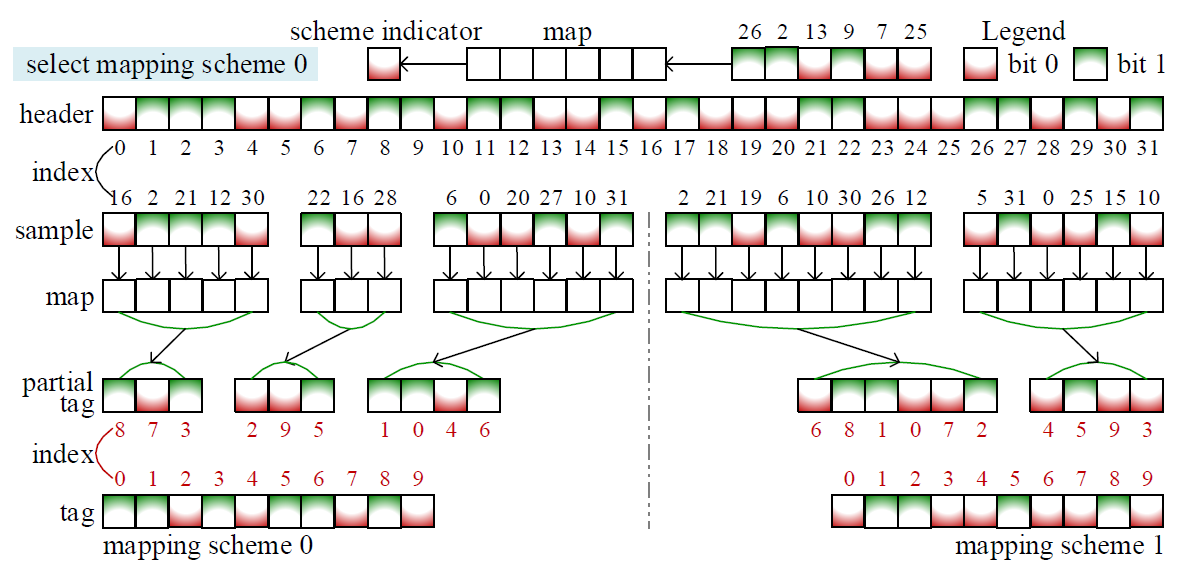 26 2 13 9 7 25
scheme indicator map Legend
select mapping scheme 0 bit 0 bit 1
header
0 1 2 3 4 5 6 7 8 9 10 11 12 13 14 15 16 17 18 19 20 21 22 23 24 25 26 27 28 29 30 31
index
16 2 21 12 30 22 16 28 6 0 20 27 10 31 2 21 19 6 10 30 26 12 5 31 0 25 15 10
sample
map
partial
tag
8 7 3 2 9 5 1 0 4 6 6 8 1 0 7 2 4 5 9 3
index
0 1 2 3 4 5 6 7 8 9 0 1 2 3 4 5 6 7 8 9
tag
mapping scheme 0 mapping scheme 1